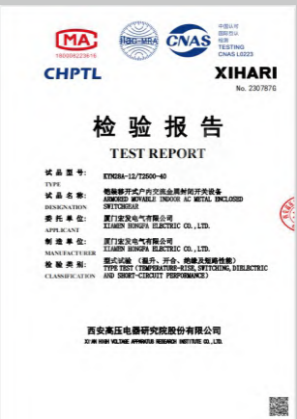 MA
ilac-MRA
CNAS
中国认可
国际互认
检测
TESTING
CNAS L0223
160008223616
CHPTL
XIHARI
No. 230787G
检验报告
TEST REPORT
试品型号: KYN28A-12/T2500-40
TYPE
试品名称: 铠装移开式户内交流金属封闭开关设备
DESIGNATION ARMORED MOVABLE INDOOR AC METAL ENCLOSED SWITCHGEAR
委托单位: 厦门宏发电气有限公司
APPLICANT XIAMEN HONGFA ELECTRIC CO., LTD.
制造单位: 厦门宏发电气有限公司
MANUFACTURER XIAMEN HONGFA ELECTRIC CO., LTD.
检验类别: 型式试验 (温升、开合、绝缘及短路性能)
CLASSIFICATION TYPE TEST (TEMPERATURE-RISE, SWITCHING, DIELECTRIC AND SHORT-CIRCUIT PERFORMANCE)
西安高压电器研究院股份有限公司
XI'AN HIGH VOLTAGE APPARATUS RESEARCH INSTITUTE CO., LTD.